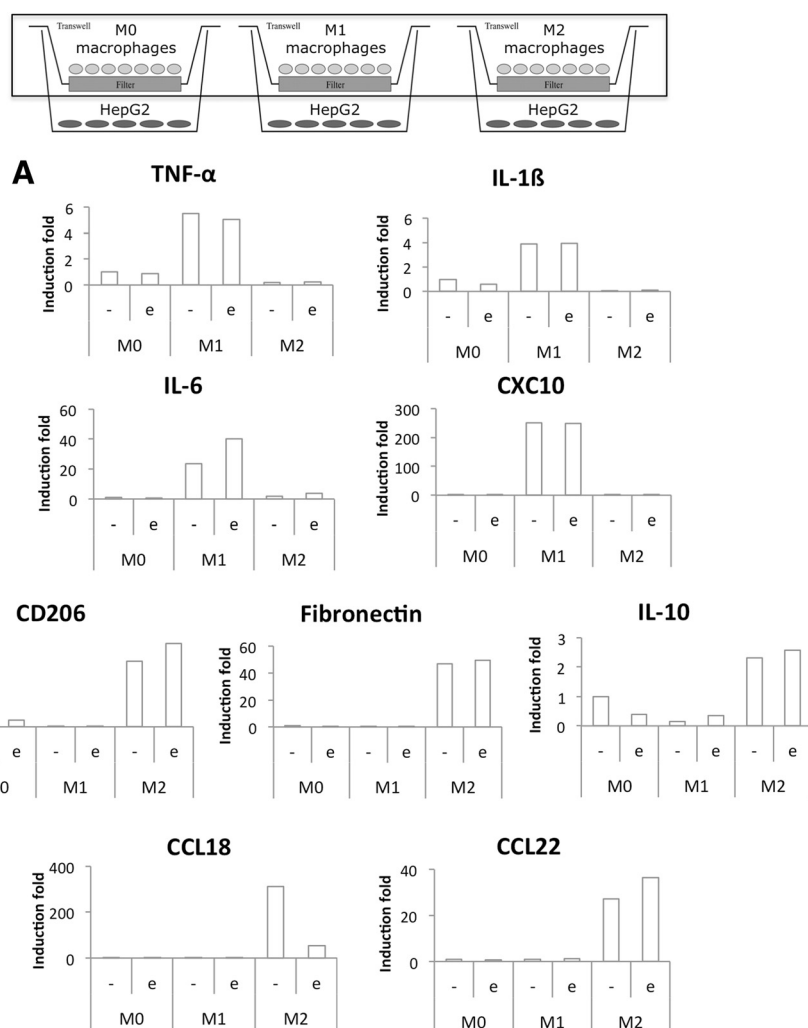 Transwell M0 macrophages
Filter
HepG2
Transwell M1 macrophages
Filter
HepG2
Transwell M2 macrophages
Filter
HepG2
A
TNF-α
Induction fold
6
4
2
0
- e - e - e
M0 M1 M2
IL-1ß
Induction fold
6
4
2
0
- e - e - e
M0 M1 M2
IL-6
Induction fold
60
40
20
0
- e - e - e
M0 M1 M2
CXC10
Induction fold
300
200
100
0
- e - e - e
M0 M1 M2
CD206
e - e - e
0 M1 M2
Fibronectin
Induction fold
60
40
20
0
- e - e - e
M0 M1 M2
IL-10
Induction fold
3
2
1
0
- e - e - e
M0 M1 M2
CCL18
Induction fold
400
200
0
- e - e - e
M0 M1 M2
CCL22
Induction fold
40
20
0
- e - e - e
M0 M1 M2